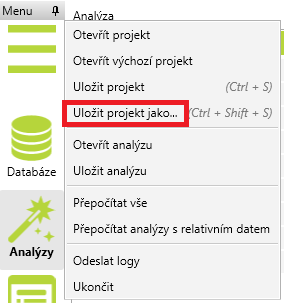 Menu
Analýza
Otevřít projekt
Otevřít výchozí projekt
Uložit projekt (Ctrl + S)
Uložit projekt jako... (Ctrl + Shift + S)
Otevřít analýzu
Uložit analýzu
Přepočítat vše
Přepočítat analýzy s relativním datem
Odeslat logy
Ukončit
Databáze
Analýzy